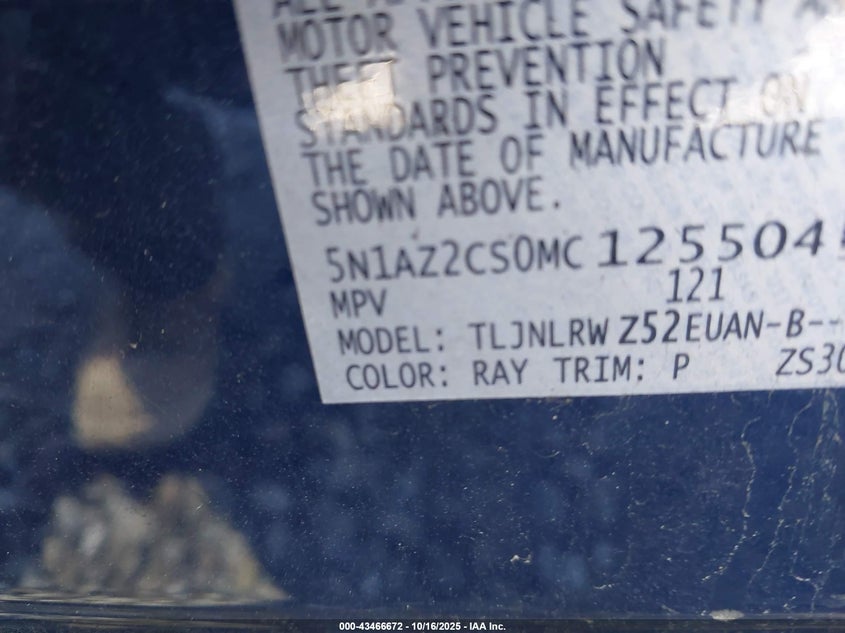 MOTOR VEHICLE SAFETY
THEFT PREVENTION
STANDARDS IN EFFECT ON
THE DATE OF MANUFACTURE
SHOWN ABOVE.
5N1AZ2CS0MC 125504
MPV 121
MODEL: TLJNLRW Z52EUAN-B--
COLOR: RAY TRIM: P ZS30
000-43466672 - 10/16/2025 - IAA Inc.